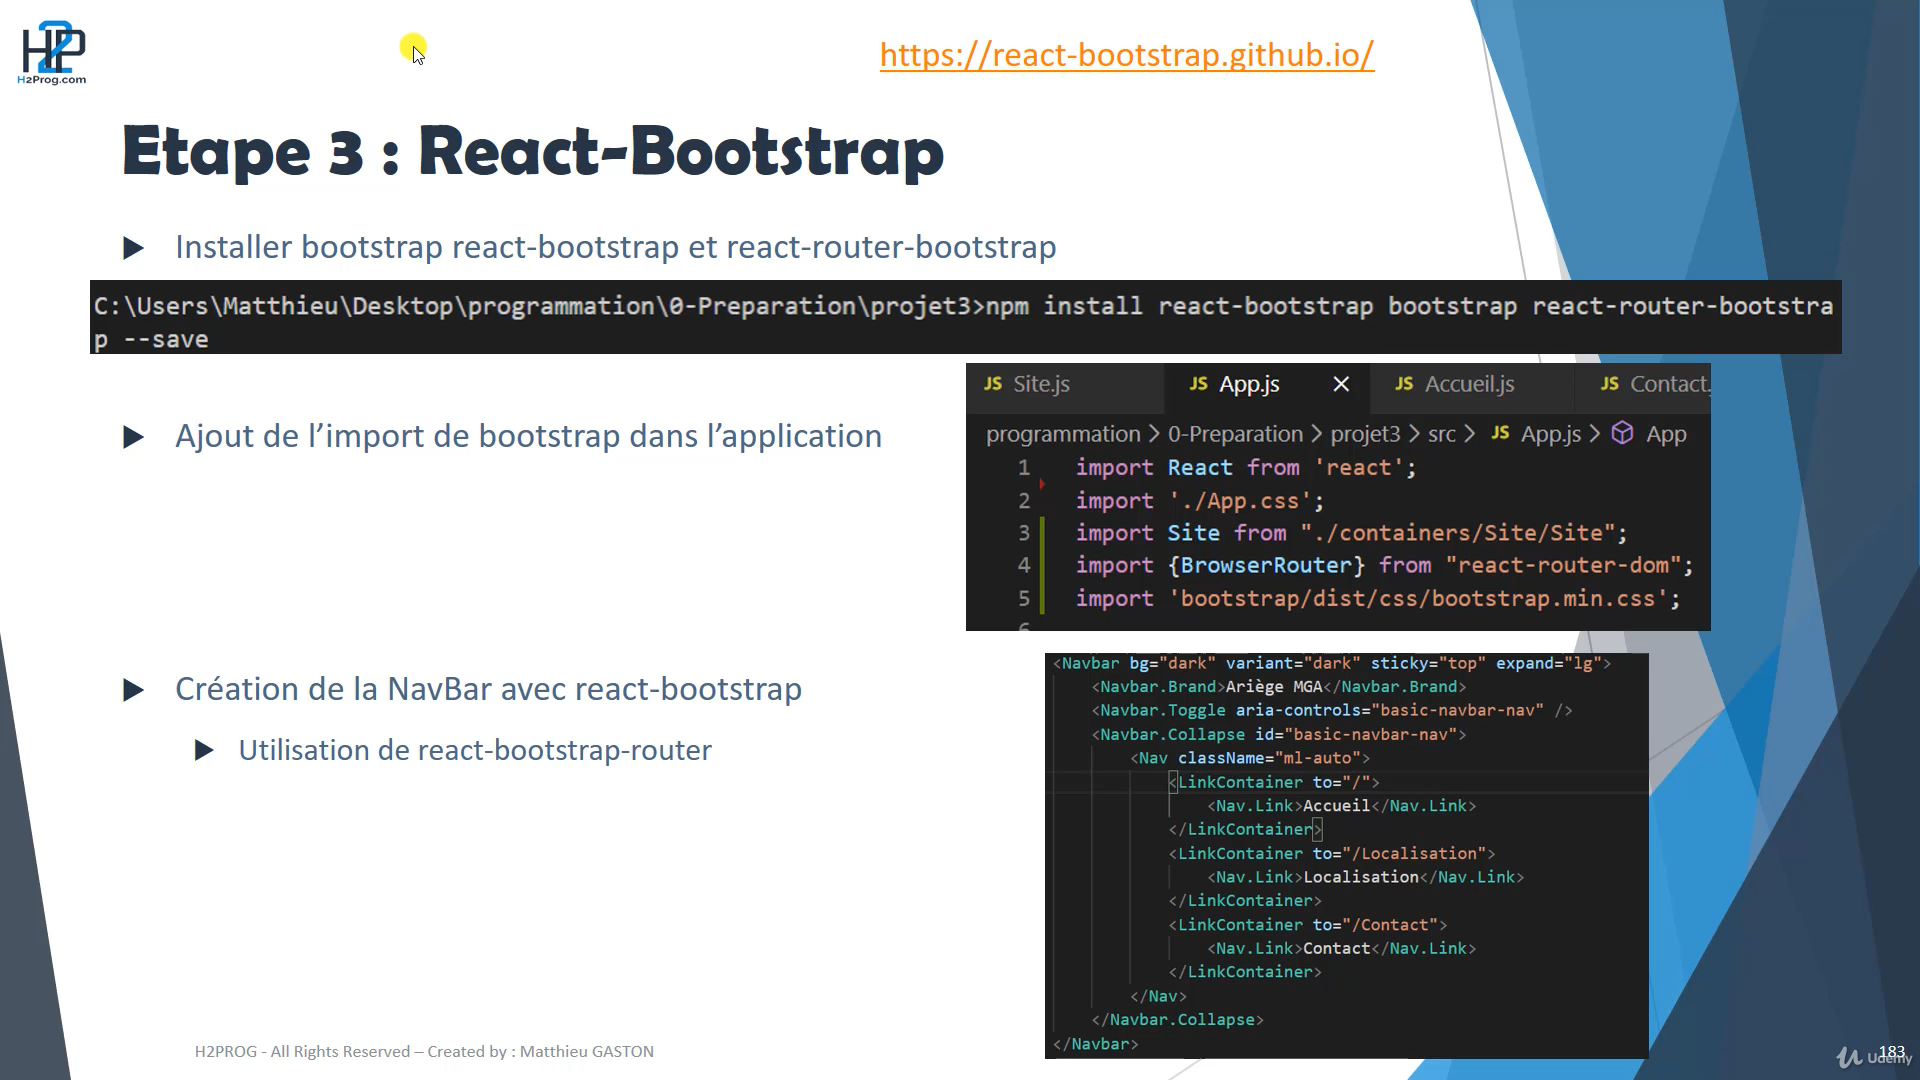 H2P
H2Prog.com
https://react-bootstrap.github.io/
Etape 3 : React-Bootstrap
Installer bootstrap react-bootstrap et react-router-bootstrap
C:\Users\Matthieu\Desktop\programmation\0-Preparation\projet3>npm install react-bootstrap bootstrap react-router-bootstra
p --save
Ajout de l’import de bootstrap dans l’application
JS Site.js JS App.js JS Accueil.js JS Contact.
programmation > 0-Preparation > projet3 > src > JS App.js > App
1 import React from 'react';
2 import './App.css';
3 import Site from "./containers/Site/Site";
4 import {BrowserRouter} from "react-router-dom";
5 import 'bootstrap/dist/css/bootstrap.min.css';
6
Création de la NavBar avec react-bootstrap
Utilisation de react-bootstrap-router
<Navbar bg="dark" variant="dark" sticky="top" expand="lg">
<Navbar.Brand>Ariège MGA</Navbar.Brand>
<Navbar.Toggle aria-controls="basic-navbar-nav" />
<Navbar.Collapse id="basic-navbar-nav">
<Nav className="ml-auto">
<LinkContainer to="/">
<Nav.Link>Accueil</Nav.Link>
</LinkContainer>
<LinkContainer to="/Localisation">
<Nav.Link>Localisation</Nav.Link>
</LinkContainer>
<LinkContainer to="/Contact">
<Nav.Link>Contact</Nav.Link>
</LinkContainer>
</Nav>
</Navbar.Collapse>
</Navbar>
H2PROG - All Rights Reserved – Created by : Matthieu GASTON
183
Udemy